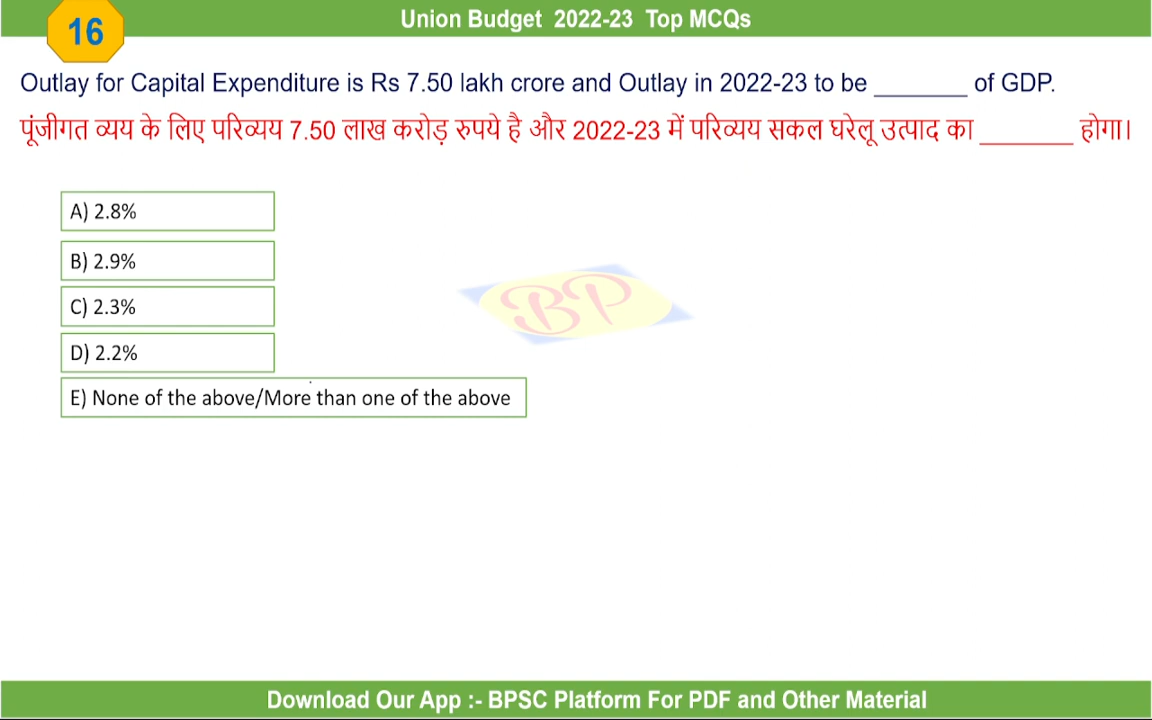 Union Budget 2022-23 Top MCQs
16
Outlay for Capital Expenditure is Rs 7.50 lakh crore and Outlay in 2022-23 to be _______ of GDP.
पूंजीगत व्यय के लिए परिव्यय 7.50 लाख करोड़ रुपये है और 2022-23 में परिव्यय सकल घरेलू उत्पाद का _______ होगा।
A) 2.8%
B) 2.9%
C) 2.3%
D) 2.2%
E) None of the above/More than one of the above
BP
Download Our App :- BPSC Platform For PDF and Other Material